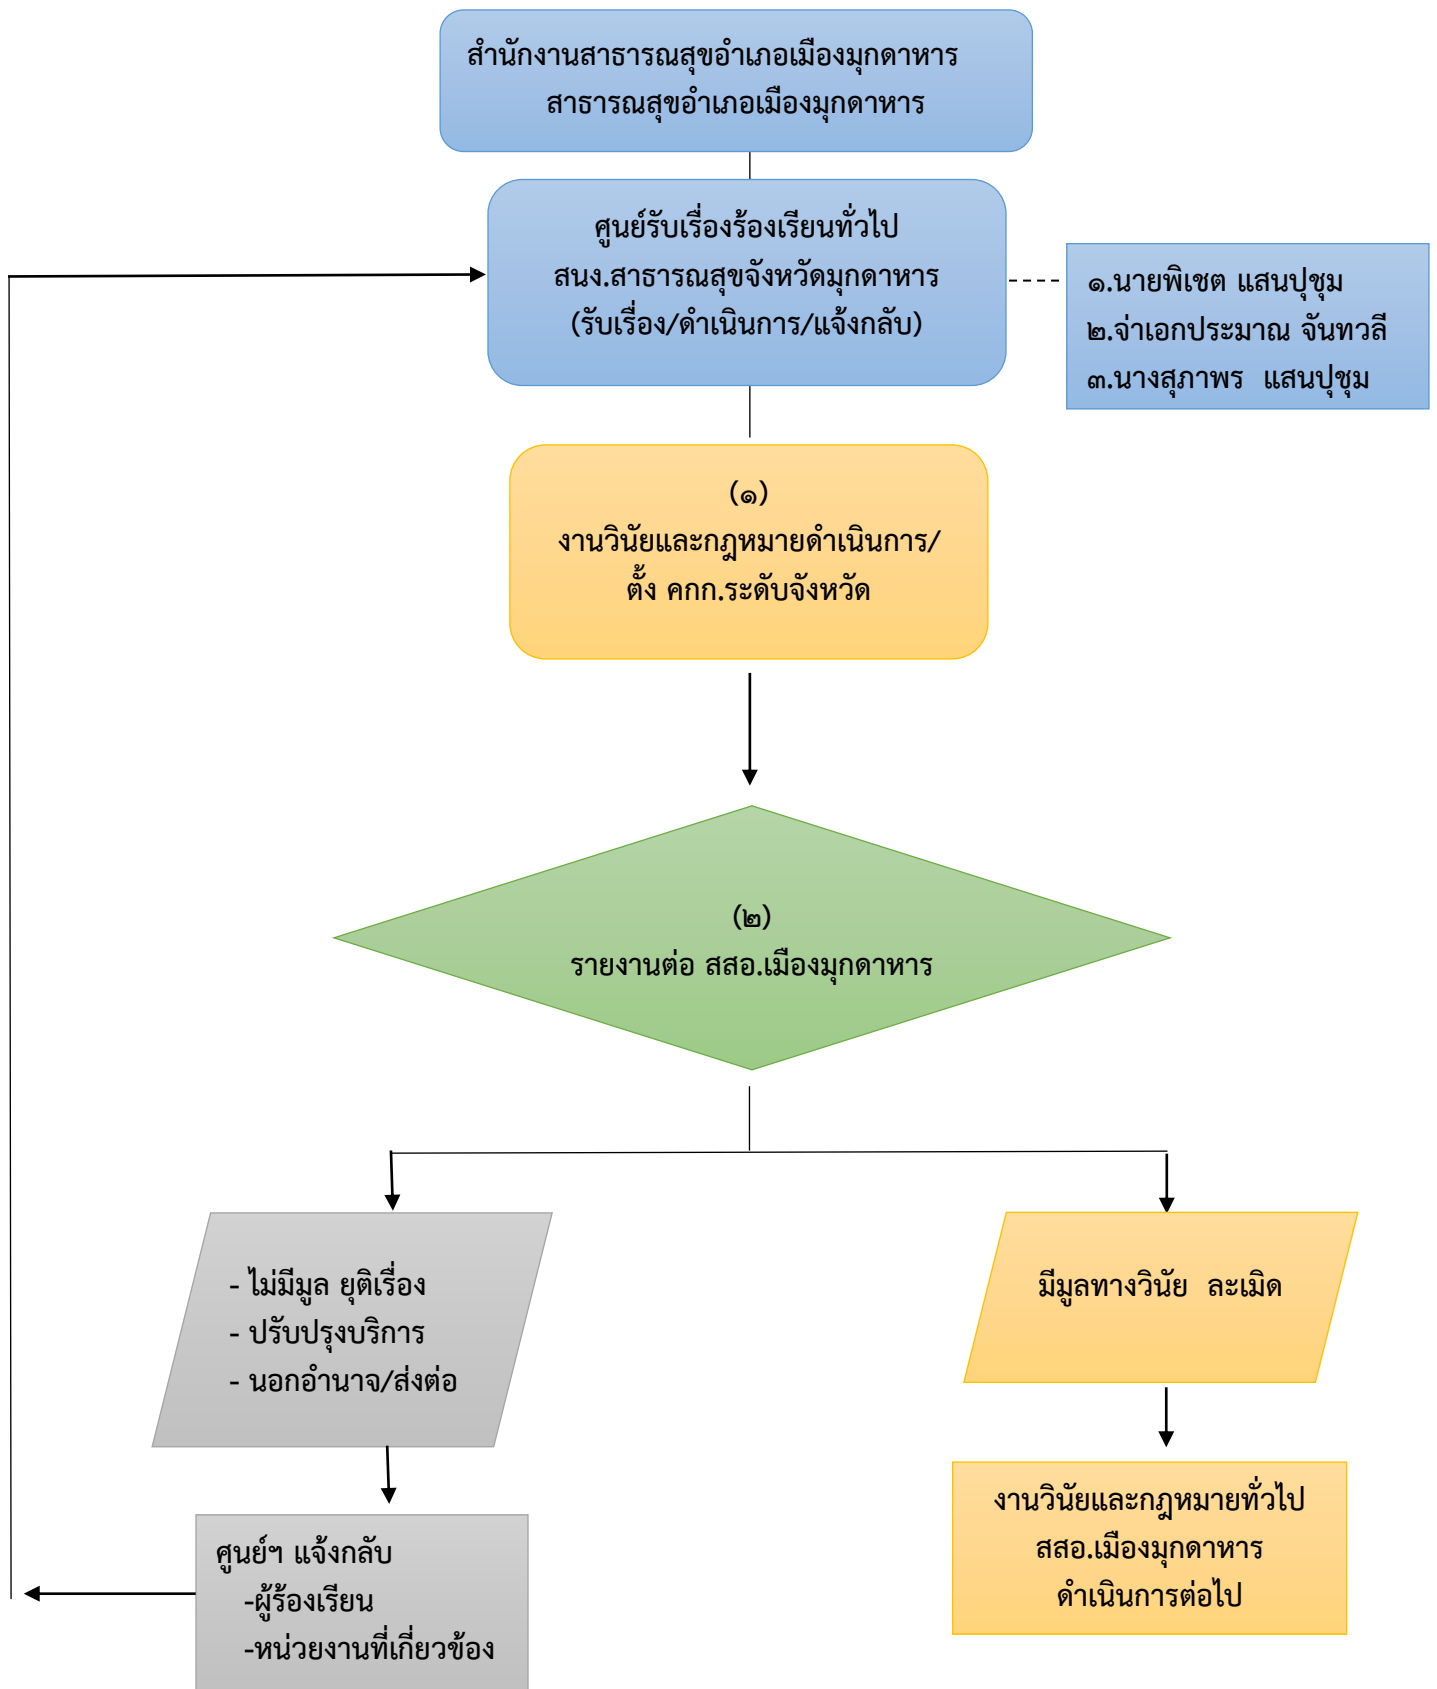 สำนักงานสาธารณสุขอำเภอเมืองมุกดาหาร
สาธารณสุขอำเภอเมืองมุกดาหาร
ศูนย์รับเรื่องร้องเรียนทั่วไป
สนง.สาธารณสุขจังหวัดมุกดาหาร
(รับเรื่อง/ดำเนินการ/แจ้งกลับ)
๑.นายพิเชต แสนปุชุม
๒.จ่าเอกประมาณ จันทวลี
๓.นางสุภาพร  แสนปุชุม
(๑)
งานวินัยและกฎหมายดำเนินการ/
ตั้ง คกก.ระดับจังหวัด
(๒)
รายงานต่อ สสอ.เมืองมุกดาหาร
- ไม่มีมูล ยุติเรื่อง
- ปรับปรุงบริการ
- นอกอำนาจ/ส่งต่อ
มีมูลทางวินัย  ละเมิด
ศูนย์ฯ แจ้งกลับ
-ผู้ร้องเรียน
-หน่วยงานที่เกี่ยวข้อง
งานวินัยและกฎหมายทั่วไป
สสอ.เมืองมุกดาหาร
ดำเนินการต่อไป